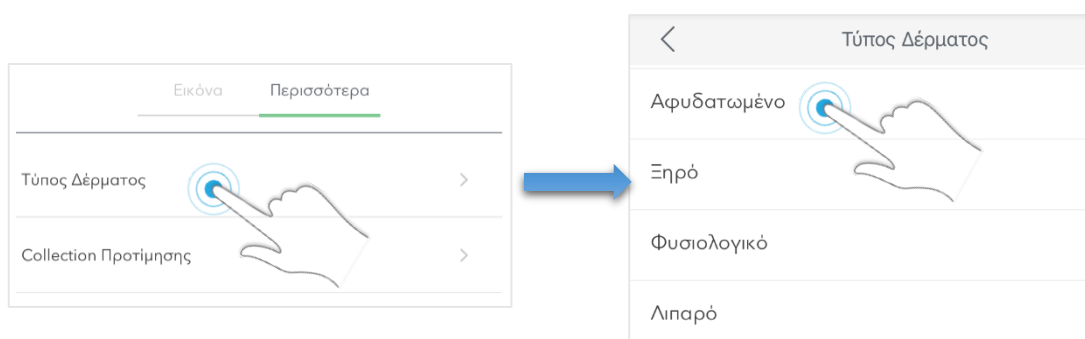 Εικόνα Περισσότερα
Τύπος Δέρματος
Collection Προτίμησης
Τύπος Δέρματος
Αφυδατωμένο
Ξηρό
Φυσιολογικό
Λιπαρό